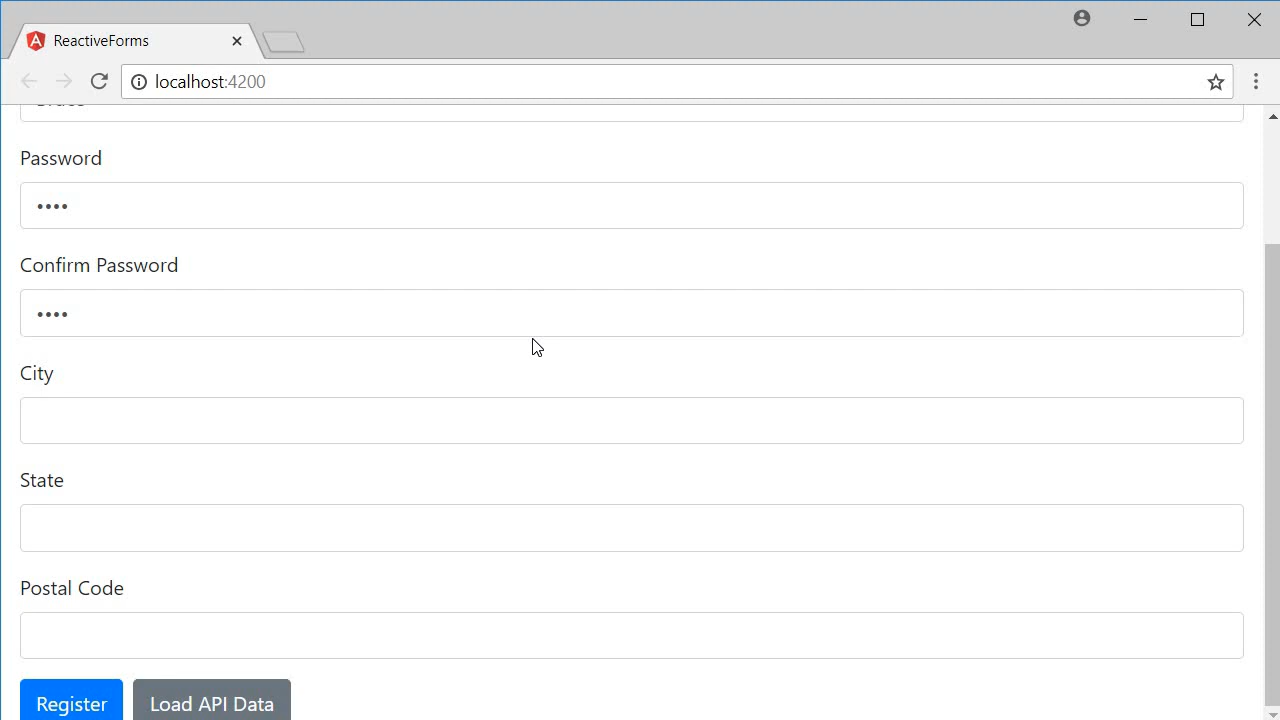 ReactiveForms
localhost:4200
Password
••••
Confirm Password
••••
City
State
Postal Code
Register Load API Data